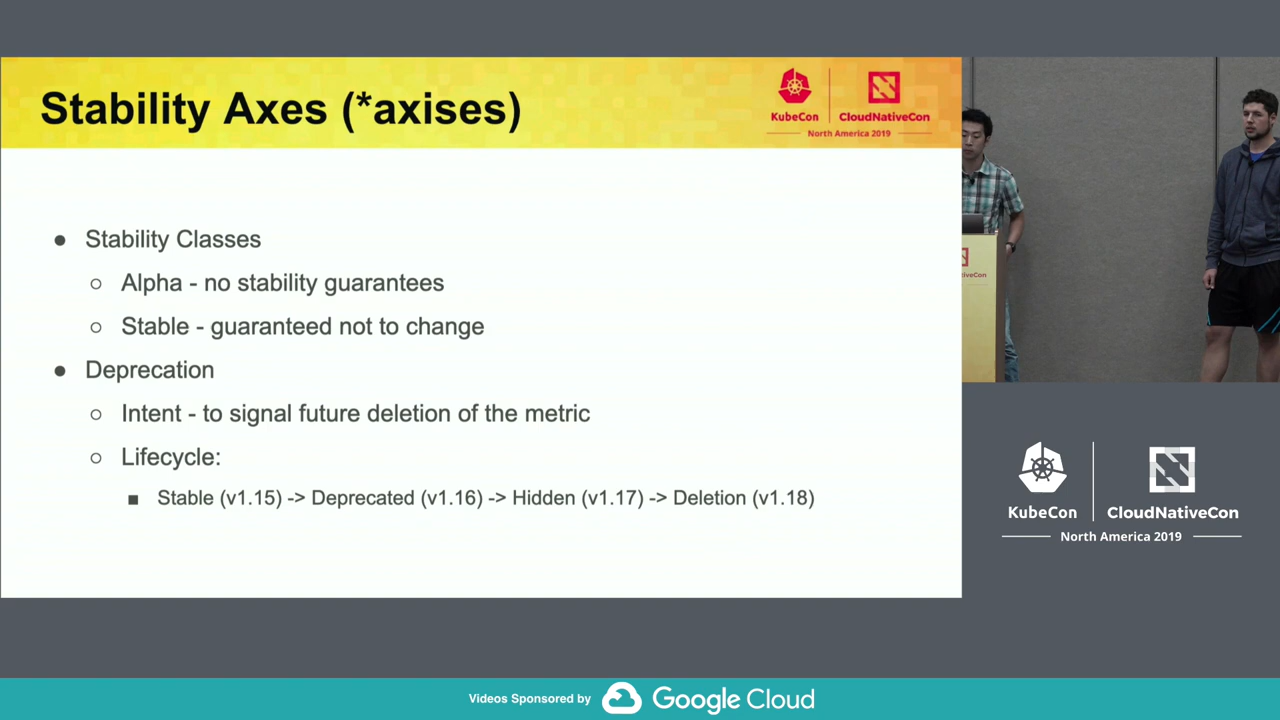 Stability Axes (*axises)
KubeCon
CloudNativeCon
North America 2019
● Stability Classes
○ Alpha - no stability guarantees
○ Stable - guaranteed not to change
● Deprecation
○ Intent - to signal future deletion of the metric
○ Lifecycle:
■ Stable (v1.15) -> Deprecated (v1.16) -> Hidden (v1.17) -> Deletion (v1.18)
KubeCon
CloudNativeCon
North America 2019
Videos Sponsored by Google Cloud